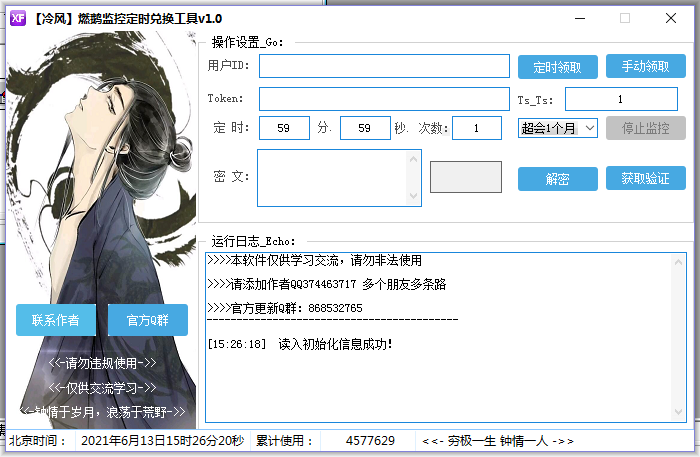 XF 【冷风】燃鹅监控定时兑换工具v1.0
操作设置_Go:
用户ID: 定时领取 手动领取
Token: Ts_Ts: 1
定 时: 59 分. 59 秒. 次数: 1 超会1个月 停止监控
密 文: 解密 获取验证
运行日志_Echo:
>>>>本软件仅供学习交流，请勿非法使用
>>>>请添加作者QQ374463717 多个朋友多条路
>>>>官方更新Q群: 868532765
------------------------------------------
[15:26:18] 读入初始化信息成功!
联系作者 官方Q群
<<-请勿违规使用->>
<<-仅供交流学习->>
<<-钟情于岁月，浪荡于荒野->>
北京时间: 2021年6月13日15时26分20秒 累计使用: 4577629 <<- 穷极一生 钟情一人 ->>